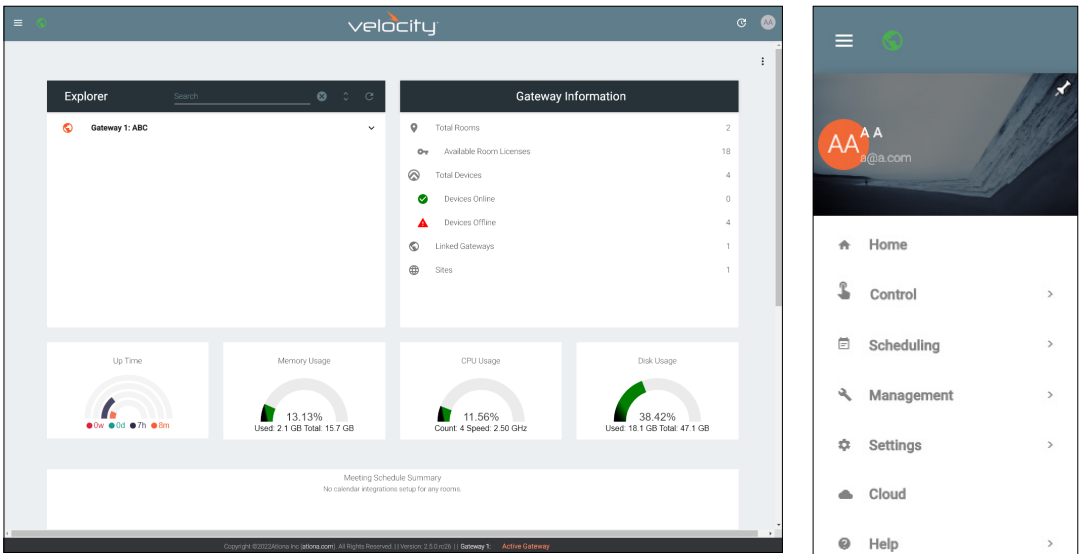 velocity
AA
Explorer
Search
Gateway 1: ABC
Gateway Information
Total Rooms 2
Available Room Licenses 18
Total Devices 4
Devices Online 0
Devices Offline 4
Linked Gateways 1
Sites 1
Up Time
0w 0d 7h 8m
Memory Usage
13.13%
Used: 2.1 GB Total: 15.7 GB
CPU Usage
11.56%
Count: 4 Speed: 2.50 GHz
Disk Usage
38.42%
Used: 18.1 GB Total: 47.1 GB
Meeting Schedule Summary
No calendar integrations setup for any rooms.
Copyright ©2022Atlona Inc (atlona.com). All Rights Reserved. || Version: 2.5.0.rc26 || Gateway 1: Active Gateway
AA
A A
a@a.com
Home
Control
Scheduling
Management
Settings
Cloud
Help